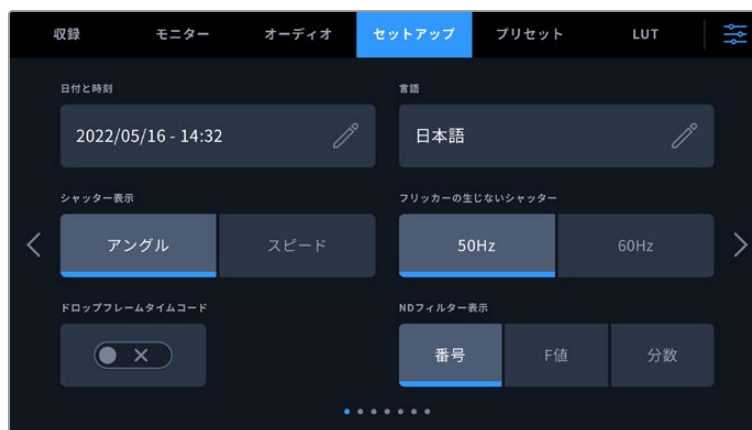 収録 モニター オーディオ セットアップ プリセット LUT
日付と時刻 言語
2022/05/16 - 14:32 日本語
シャッター表示 フリッカーの生じないシャッター
アングル スピード 50Hz 60Hz
ドロップフレームタイムコード NDフィルター表示
番号 F値 分数